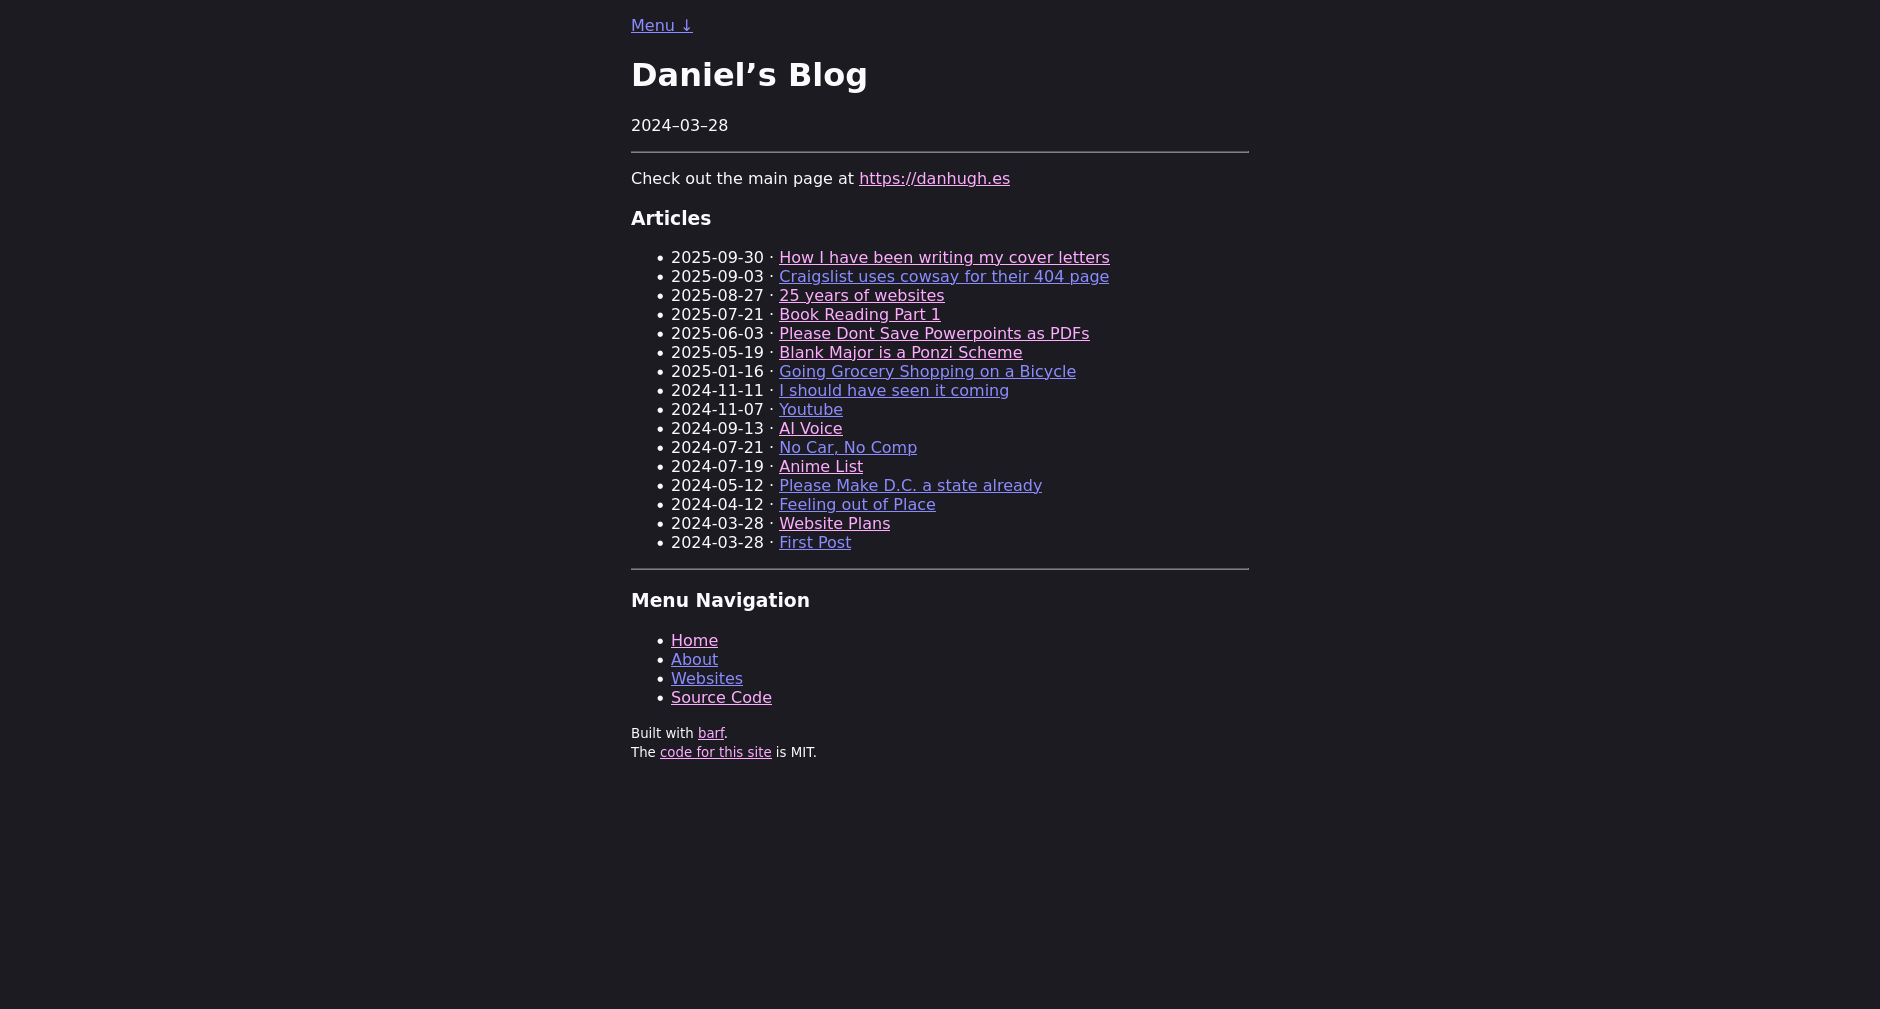 Menu ↓
Daniel’s Blog
2024–03–28
Check out the main page at https://danhugh.es
Articles
• 2025-09-30 · How I have been writing my cover letters
• 2025-09-03 · Craigslist uses cowsay for their 404 page
• 2025-08-27 · 25 years of websites
• 2025-07-21 · Book Reading Part 1
• 2025-06-03 · Please Dont Save Powerpoints as PDFs
• 2025-05-19 · Blank Major is a Ponzi Scheme
• 2025-01-16 · Going Grocery Shopping on a Bicycle
• 2024-11-11 · I should have seen it coming
• 2024-11-07 · Youtube
• 2024-09-13 · AI Voice
• 2024-07-21 · No Car, No Comp
• 2024-07-19 · Anime List
• 2024-05-12 · Please Make D.C. a state already
• 2024-04-12 · Feeling out of Place
• 2024-03-28 · Website Plans
• 2024-03-28 · First Post
Menu Navigation
• Home
• About
• Websites
• Source Code
Built with barf.
The code for this site is MIT.